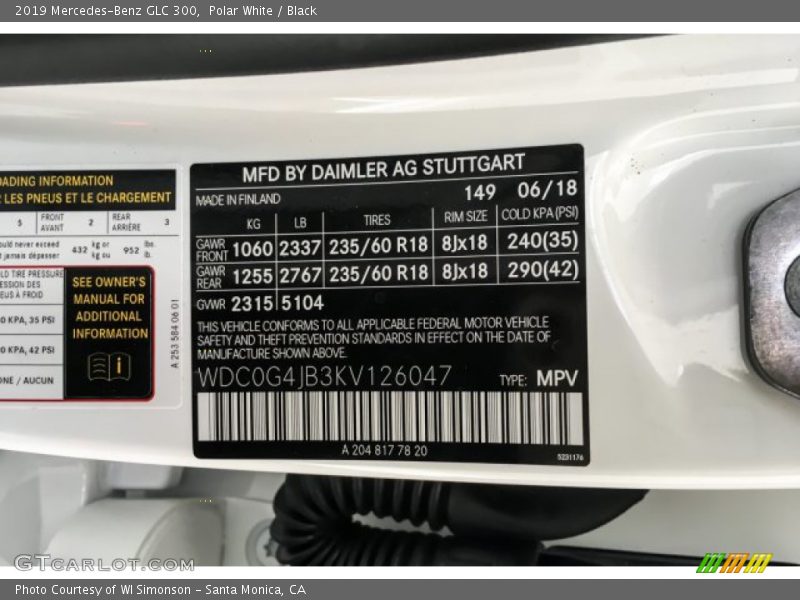 2019 Mercedes-Benz GLC 300, Polar White / Black
OADING INFORMATION
LES PNEUS ET LE CHARGEMENT
5 FRONT AVANT 2 REAR ARRIÈRE 3
ould never exceed
t jamais dépasser 432 kg or kg ou 952 lbs. lb.
LD TIRE PRESSURE
ESSION DES
EUS À FROID
0 KPA, 35 PSI
0 KPA, 42 PSI
ONE / AUCUN
SEE OWNER'S
MANUAL FOR
ADDITIONAL
INFORMATION
A 253 584 06 01
MFD BY DAIMLER AG STUTTGART
MADE IN FINLAND 149 06/18
KG LB TIRES RIM SIZE COLD KPA (PSI)
GAWR FRONT 1060 2337 235/60 R18 8Jx18 240(35)
GAWR REAR 1255 2767 235/60 R18 8Jx18 290(42)
GVWR 2315 5104
THIS VEHICLE CONFORMS TO ALL APPLICABLE FEDERAL MOTOR VEHICLE
SAFETY AND THEFT PREVENTION STANDARDS IN EFFECT ON THE DATE OF
MANUFACTURE SHOWN ABOVE.
WDC0G4JB3KV126047 TYPE: MPV
A 204 817 78 20
5231176
GTcarlot.com
Photo Courtesy of WI Simonson - Santa Monica, CA